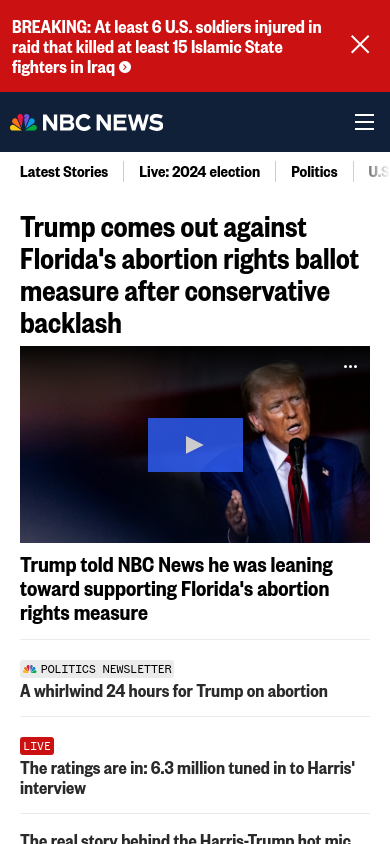 BREAKING: At least 6 U.S. soldiers injured in
raid that killed at least 15 Islamic State
fighters in Iraq
NBC NEWS
Latest Stories
Live: 2024 election
Politics
U.S
Trump comes out against
Florida's abortion rights ballot
measure after conservative
backlash
Trump told NBC News he was leaning
toward supporting Florida's abortion
rights measure
POLITICS NEWSLETTER
A whirlwind 24 hours for Trump on abortion
LIVE
The ratings are in: 6.3 million tuned in to Harris'
interview
The real story behind the Harris-Trump hot mic